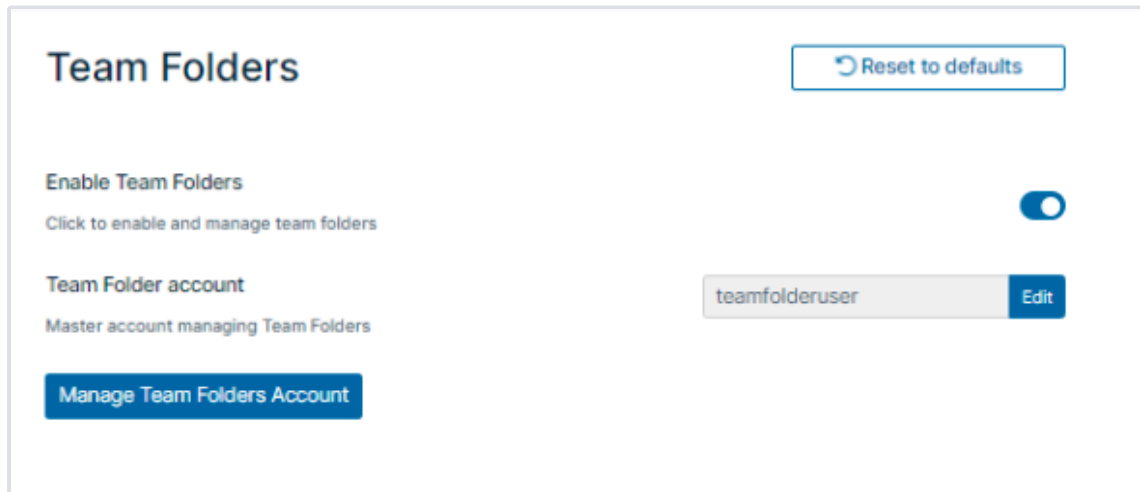 Team Folders
Reset to defaults
Enable Team Folders
Click to enable and manage team folders
Team Folder account
teamfolderuser
Edit
Master account managing Team Folders
Manage Team Folders Account